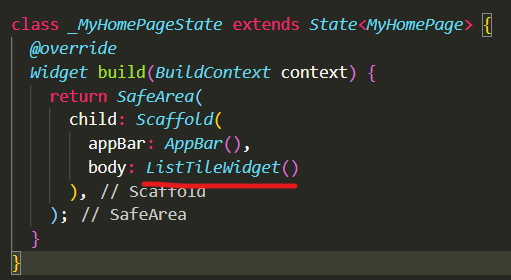 class _MyHomePageState extends State<MyHomePage> {
  @override
  Widget build(BuildContext context) {
    return SafeArea(
      child: Scaffold(
        appBar: AppBar(),
        body: ListTileWidget()
      ), // Scaffold
    ); // SafeArea
  }
}